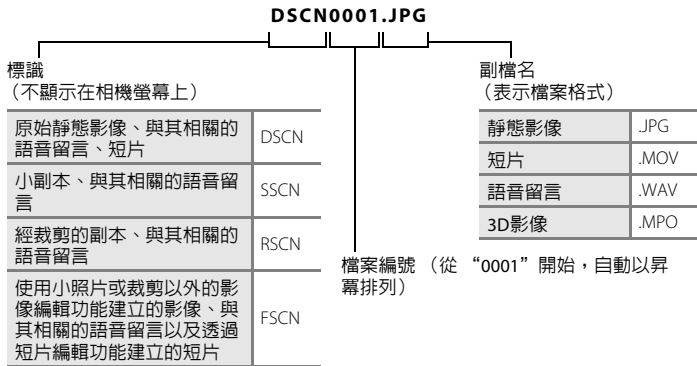 DSCN0001.JPG
標識
（不顯示在相機螢幕上）
原始靜態影像、與其相關的
語音留言、短片
DSCN
小副本、與其相關的語音留
言
SSCN
經裁剪的副本、與其相關的
語音留言
RSCN
使用小照片或裁剪以外的影
像編輯功能建立的影像、與
其相關的語音留言以及透過
短片編輯功能建立的短片
FSCN
副檔名
（表示檔案格式）
靜態影像 .JPG
短片 .MOV
語音留言 .WAV
3D影像 .MPO
檔案編號 （從 “0001”開始，自動以昇
冪排列）